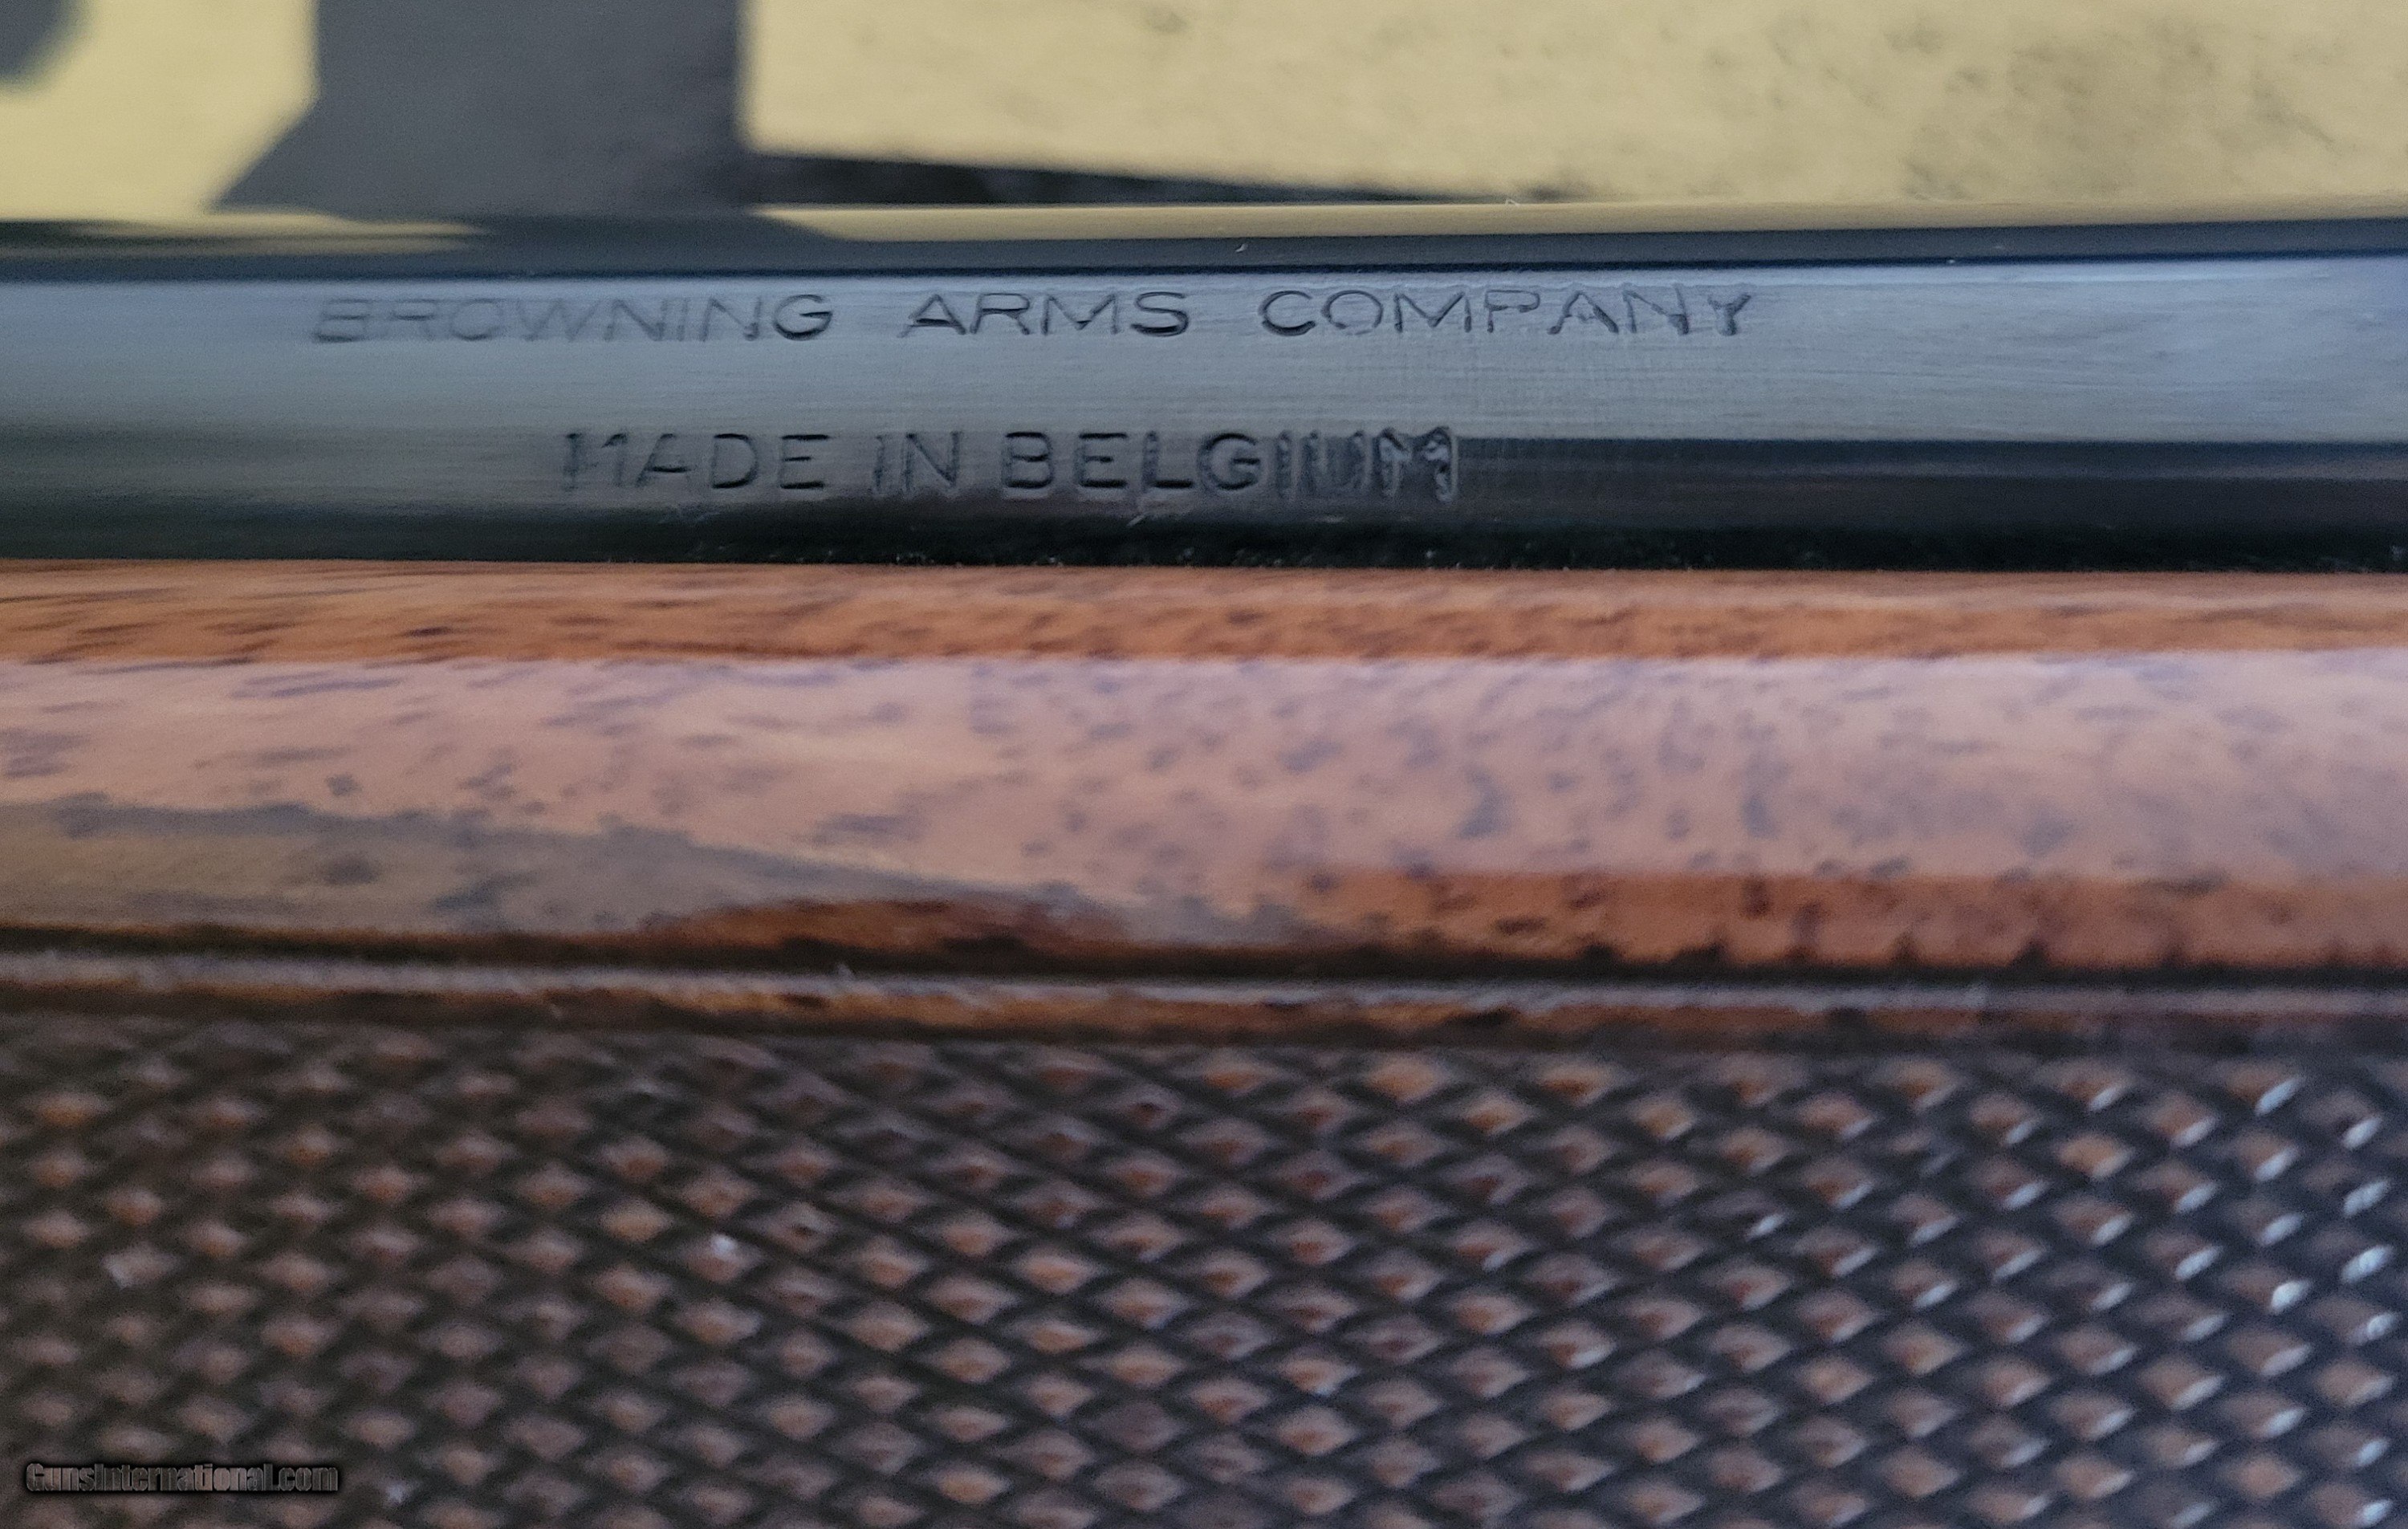 BROWNING ARMS COMPANY
MADE IN BELGIUM
GunsInternational.com